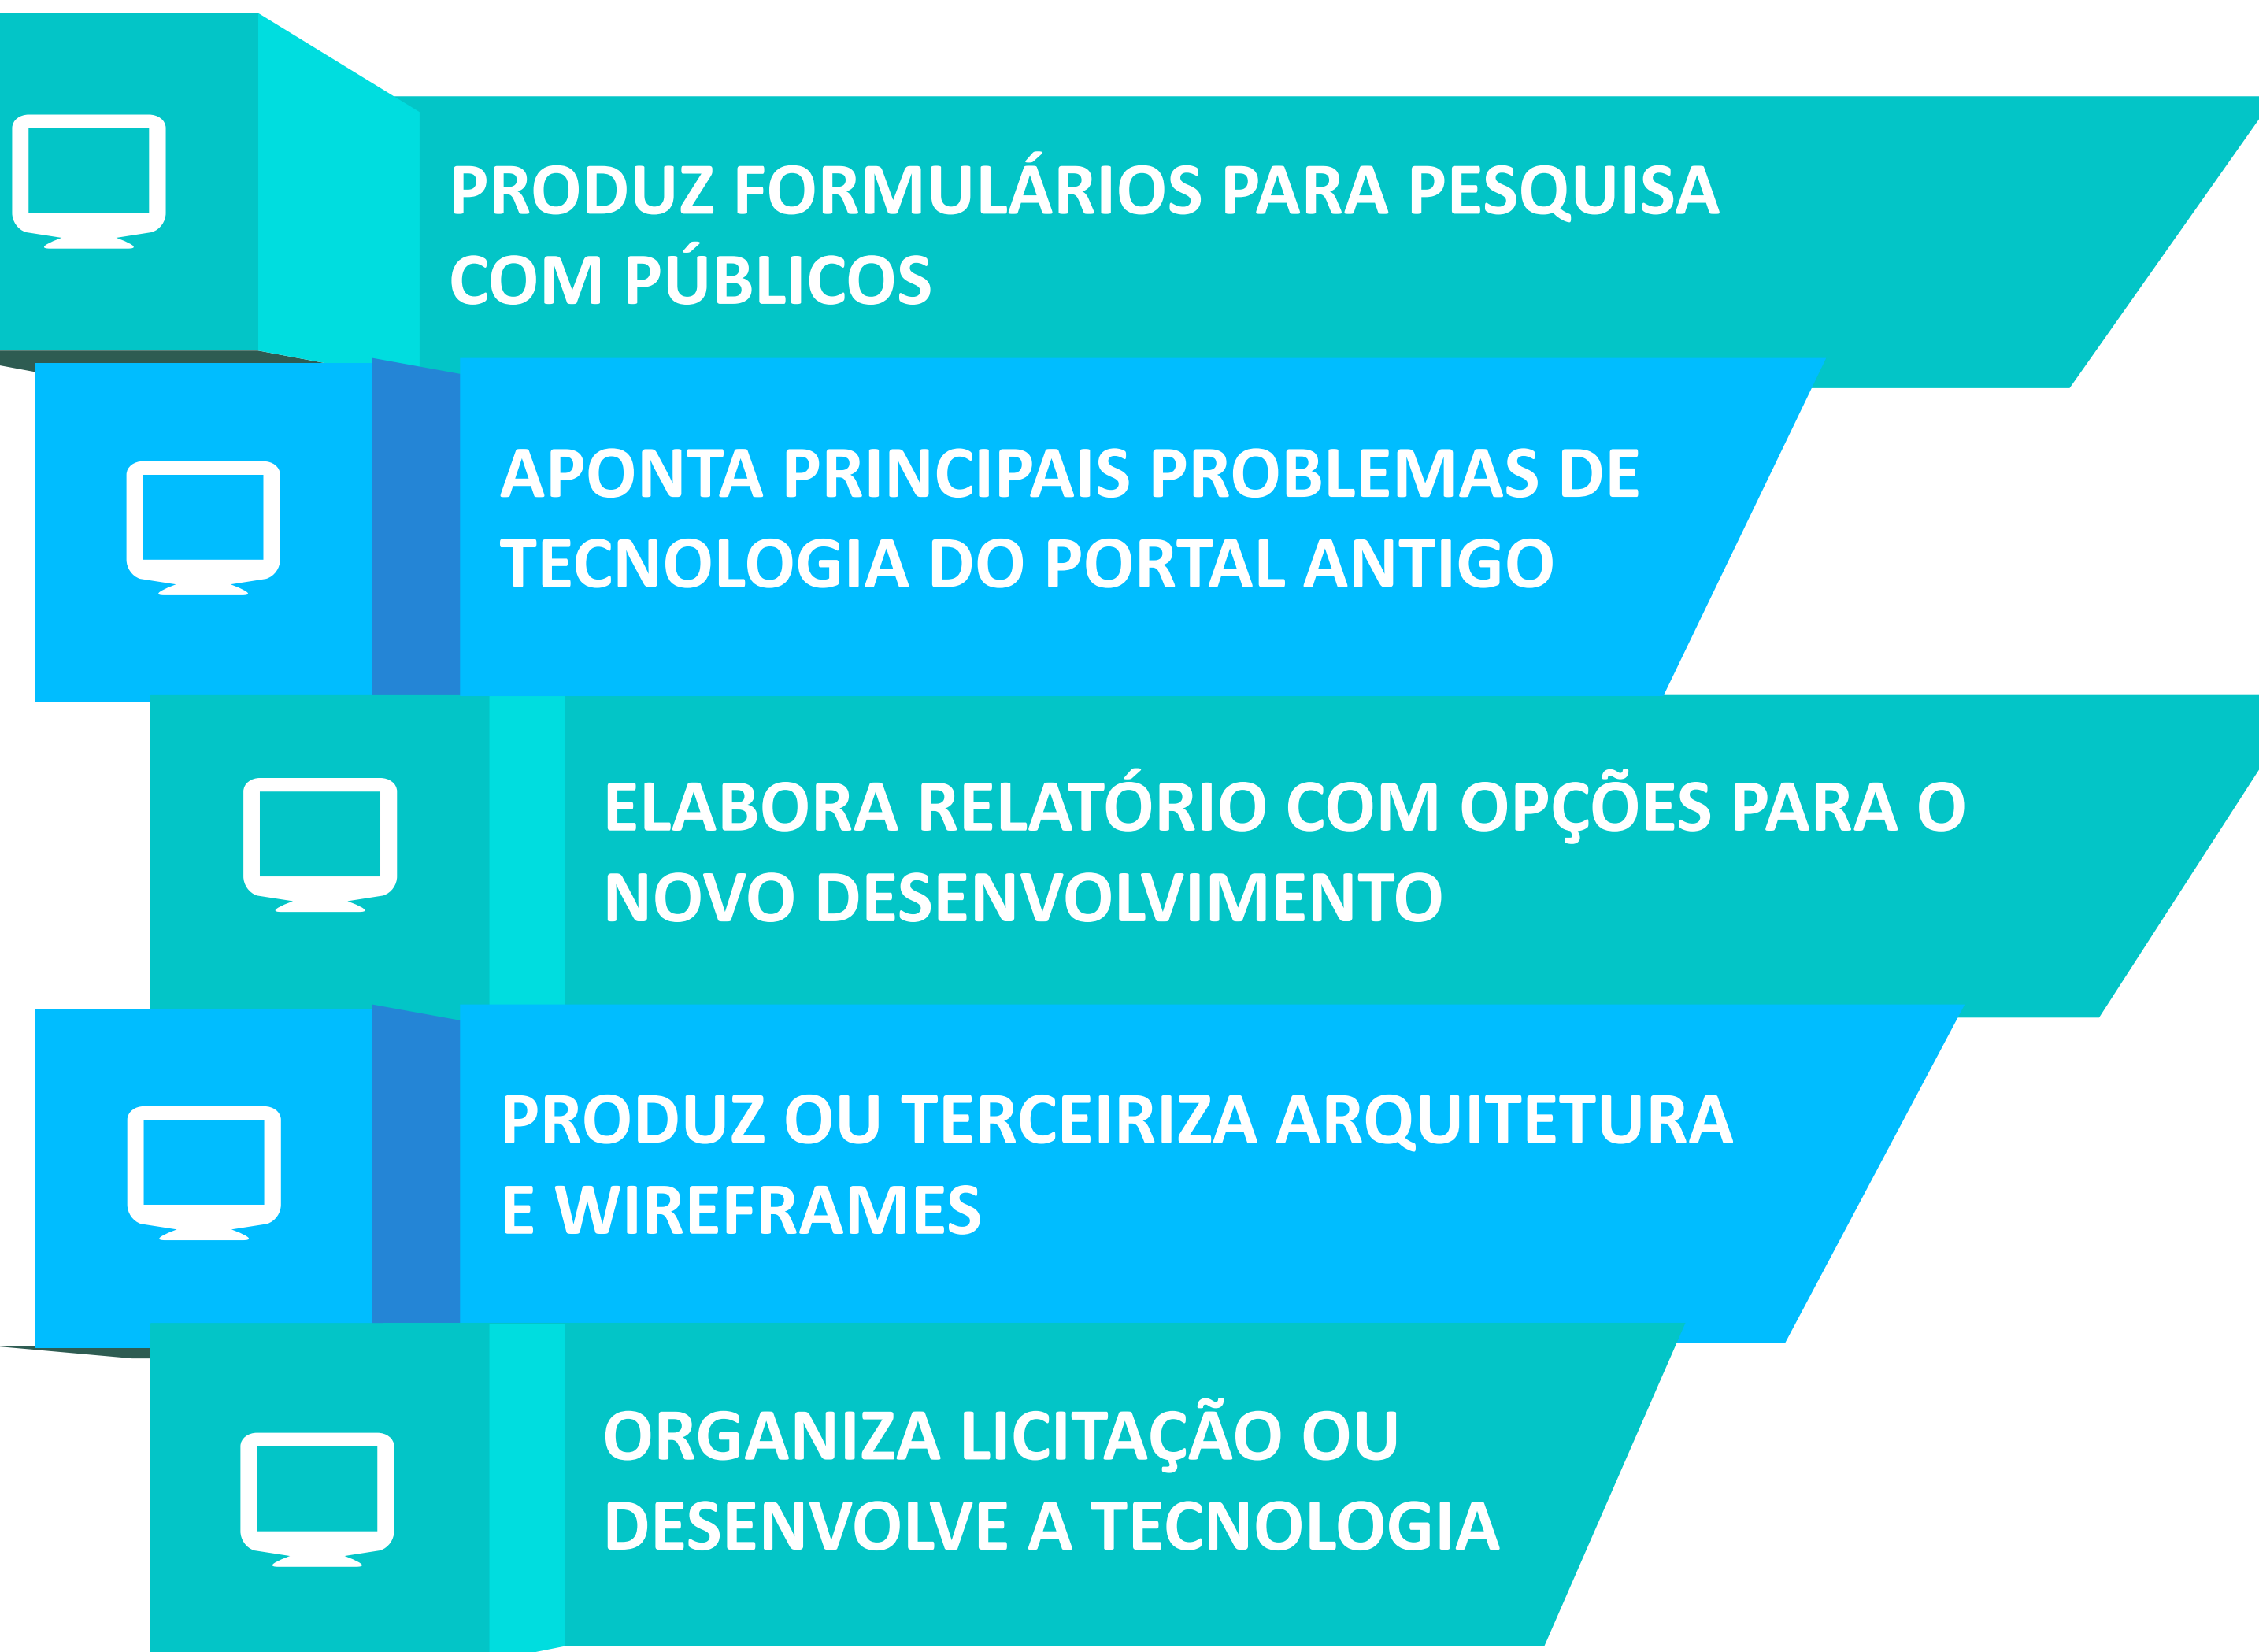 PRODUZ FORMULÁRIOS PARA PESQUISA
COM PÚBLICOS
APONTA PRINCIPAIS PROBLEMAS DE
TECNOLOGIA DO PORTAL ANTIGO
ELABORA RELATÓRIO COM OPÇÕES PARA O
NOVO DESENVOLVIMENTO
PRODUZ OU TERCEIRIZA ARQUITETURA
E WIREFRAMES
ORGANIZA LICITAÇÃO OU
DESENVOLVE A TECNOLOGIA